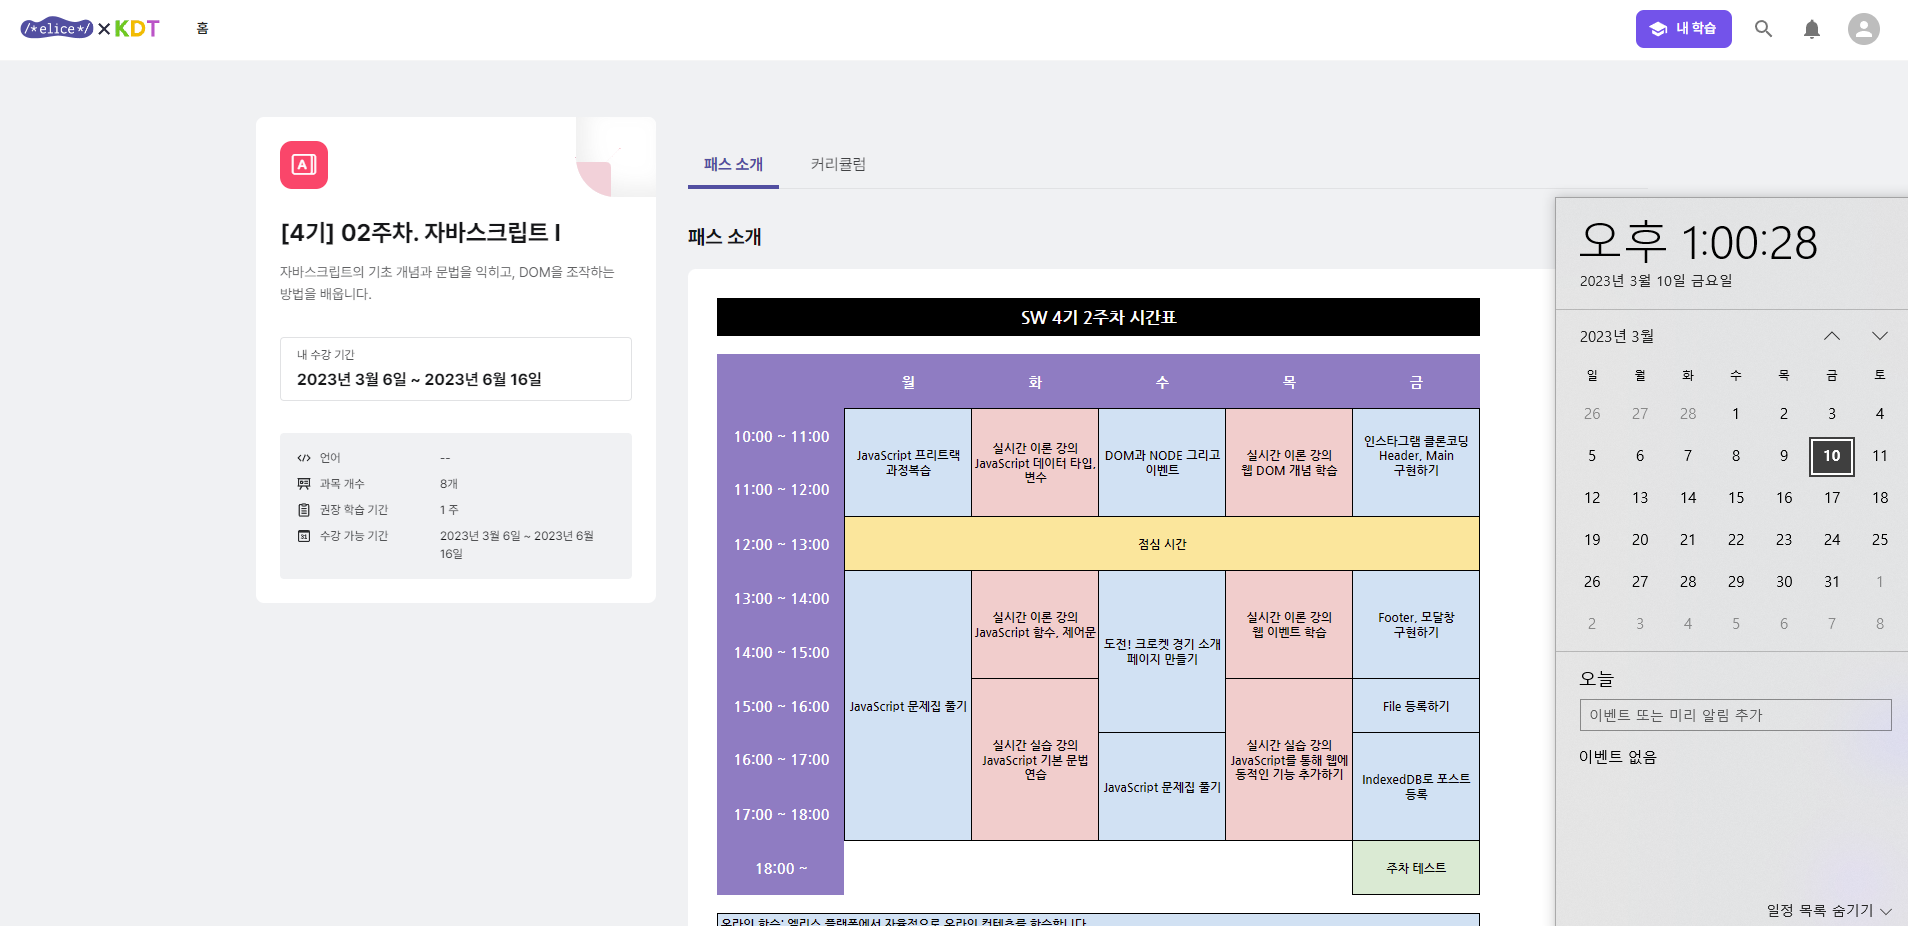 /*elice*/ × KDT
홈
내 학습
A
[4기] 02주차. 자바스크립트 I
자바스크립트의 기초 개념과 문법을 익히고, DOM을 조작하는
방법을 배웁니다.
내 수강 기간
2023년 3월 6일 ~ 2023년 6월 16일
언어 --
과목 개수 8개
권장 학습 기간 1 주
수강 가능 기간 2023년 3월 6일 ~ 2023년 6월
16일
패스 소개 커리큘럼
패스 소개
SW 4기 2주차 시간표
월 화 수 목 금
10:00 ~ 11:00
11:00 ~ 12:00
JavaScript 프리트랙
과정복습
실시간 이론 강의
JavaScript 데이터 타입,
변수
DOM과 NODE 그리고
이벤트
실시간 이론 강의
웹 DOM 개념 학습
인스타그램 클론코딩
Header, Main
구현하기
12:00 ~ 13:00
점심 시간
13:00 ~ 14:00
14:00 ~ 15:00
15:00 ~ 16:00
16:00 ~ 17:00
17:00 ~ 18:00
18:00 ~
JavaScript 문제집 풀기
실시간 이론 강의
JavaScript 함수, 제어문
실시간 실습 강의
JavaScript 기본 문법
연습
도전! 크로켓 경기 소개
페이지 만들기
JavaScript 문제집 풀기
실시간 이론 강의
웹 이벤트 학습
실시간 실습 강의
JavaScript를 통해 웹에
동적인 기능 추가하기
Footer, 모달창
구현하기
File 등록하기
IndexedDB로 포스트
등록
주차 테스트
온라인 학습: 엘리스 플랫폼에서 자율적으로 온라인 컨텐츠를 학습합니다.
오후 1:00:28
2023년 3월 10일 금요일
2023년 3월
일 월 화 수 목 금 토
26 27 28 1 2 3 4
5 6 7 8 9 10 11
12 13 14 15 16 17 18
19 20 21 22 23 24 25
26 27 28 29 30 31 1
2 3 4 5 6 7 8
오늘
이벤트 또는 미리 알림 추가
이벤트 없음
일정 목록 숨기기